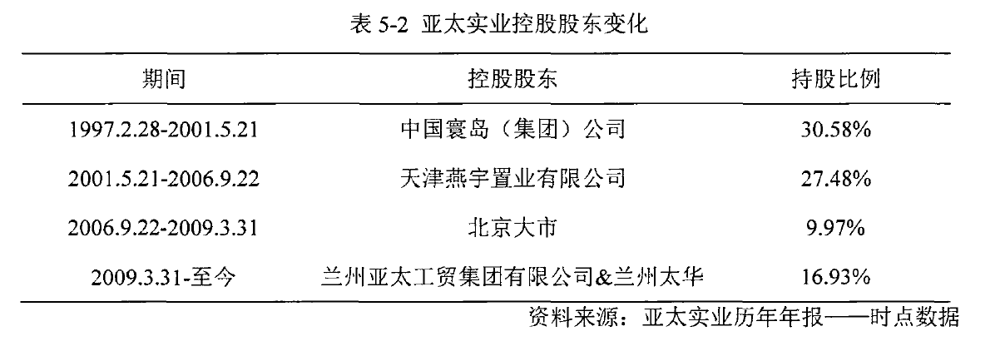 表 5-2 亚太实业控股股东变化
期间 控股股东 持股比例
1997.2.28-2001.5.21 中国寰岛（集团）公司 30.58%
2001.5.21-2006.9.22 天津燕宇置业有限公司 27.48%
2006.9.22-2009.3.31 北京大市 9.97%
2009.3.31-至今 兰州亚太工贸集团有限公司&兰州太华 16.93%
资料来源：亚太实业历年年报——时点数据